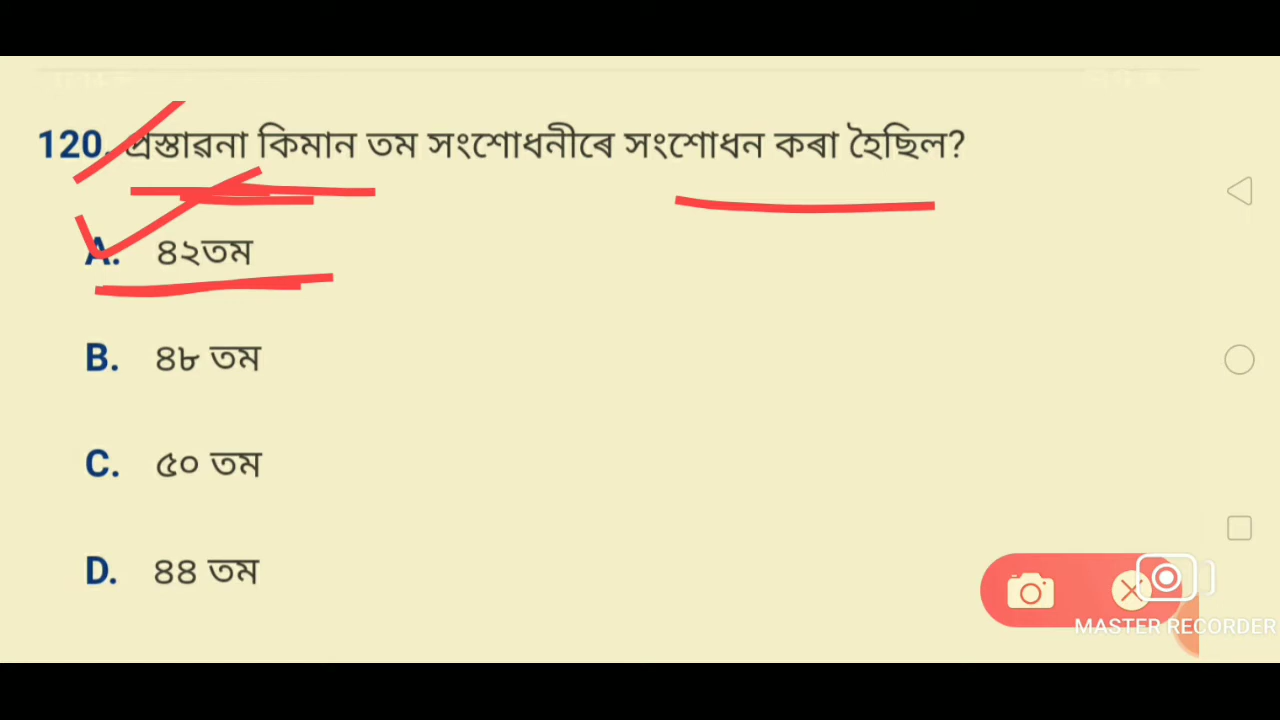 120. প্ৰস্তাৱনা কিমান তম সংশোধনীৰে সংশোধন কৰা হৈছিল?
A. ৪২তম
B. ৪৮ তম
C. ৫০ তম
D. ৪৪ তম
MASTER RECORDER